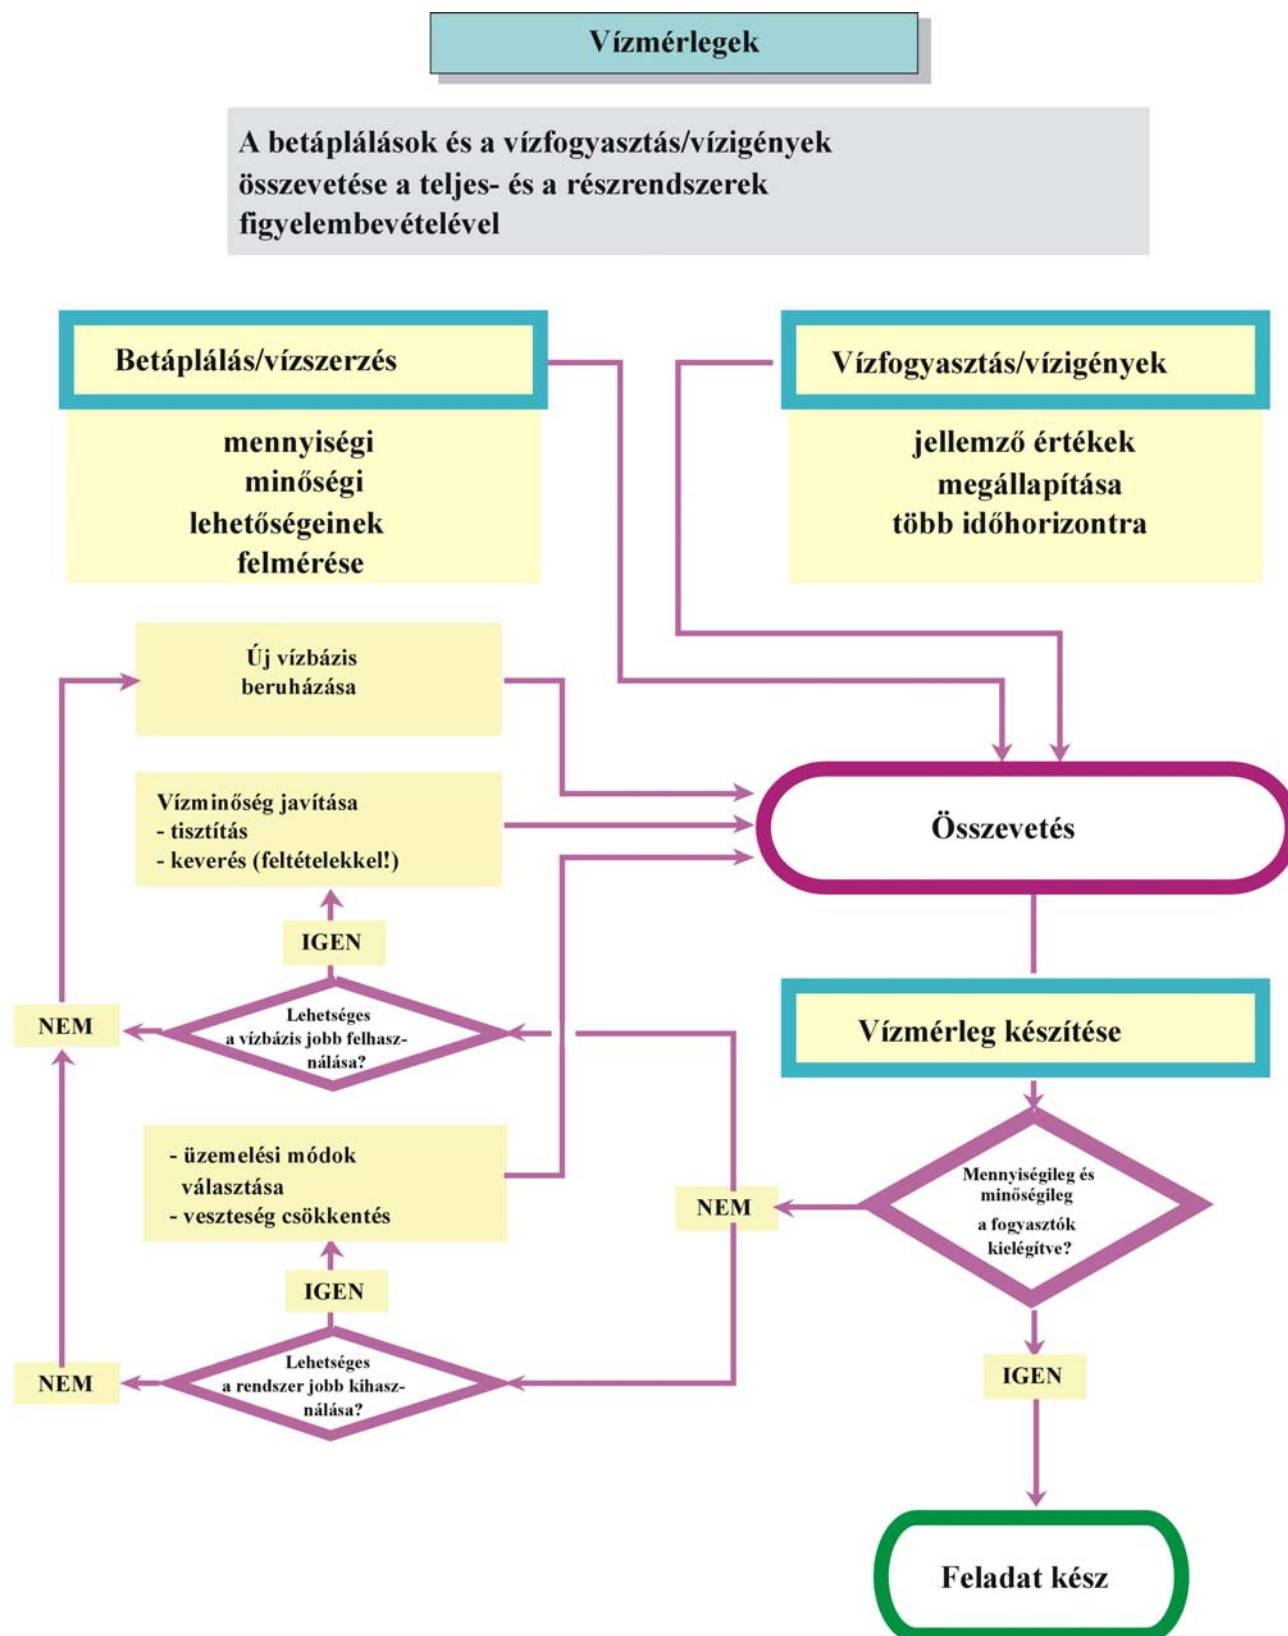 Vízmérlegek
A betáplálások és a vízfogyasztás/vízigények
összevetése a teljes- és a részrendszerek
figyelembevételével
Betáplálás/vízszerzés
mennyiségi
minőségi
lehetőségeinek
felmérése
Vízfogyasztás/vízigények
jellemző értékek
megállapítása
több időhorizontra
Új vízbázis
beruházása
Vízminőség javítása
- tisztítás
- keverés (feltételekkel!)
Összevetés
IGEN
NEM
Lehetséges
a vízbázis jobb felhasz-
nálása?
Vízmérleg készítése
- üzemelési módok
választása
- veszteség csökkentés
NEM
Mennyiségileg és
minőségileg
a fogyasztók
kielégítve?
IGEN
NEM
Lehetséges
a rendszer jobb kihasz-
nálása?
IGEN
Feladat kész